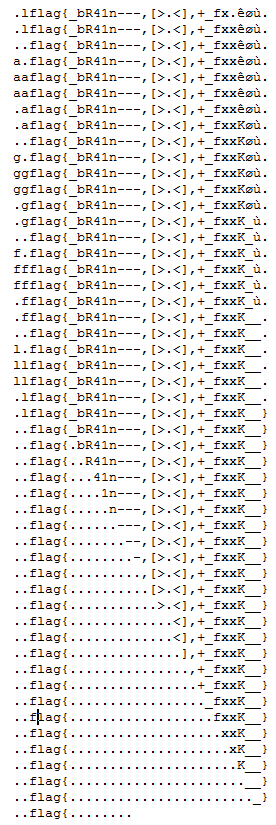 .lflag{_bR41n---,[>.<],+_fx.êøù.
.lflag{_bR41n---,[>.<],+_fxxêøù.
..flag{_bR41n---,[>.<],+_fxxêøù.
a.flag{_bR41n---,[>.<],+_fxxêøù.
aaflag{_bR41n---,[>.<],+_fxxêøù.
aaflag{_bR41n---,[>.<],+_fxxêøù.
.aflag{_bR41n---,[>.<],+_fxxêøù.
.aflag{_bR41n---,[>.<],+_fxxKøù.
..flag{_bR41n---,[>.<],+_fxxKøù.
g.flag{_bR41n---,[>.<],+_fxxKøù.
ggflag{_bR41n---,[>.<],+_fxxKøù.
ggflag{_bR41n---,[>.<],+_fxxKøù.
.gflag{_bR41n---,[>.<],+_fxxKøù.
.gflag{_bR41n---,[>.<],+_fxxK_ù.
..flag{_bR41n---,[>.<],+_fxxK_ù.
f.flag{_bR41n---,[>.<],+_fxxK_ù.
ffflag{_bR41n---,[>.<],+_fxxK_ù.
ffflag{_bR41n---,[>.<],+_fxxK_ù.
.fflag{_bR41n---,[>.<],+_fxxK_ù.
.fflag{_bR41n---,[>.<],+_fxxK__.
..flag{_bR41n---,[>.<],+_fxxK__.
l.flag{_bR41n---,[>.<],+_fxxK__.
llflag{_bR41n---,[>.<],+_fxxK__.
llflag{_bR41n---,[>.<],+_fxxK__.
.lflag{_bR41n---,[>.<],+_fxxK__.
.lflag{_bR41n---,[>.<],+_fxxK__}
..flag{_bR41n---,[>.<],+_fxxK__}
..flag{.bR41n---,[>.<],+_fxxK__}
..flag{..R41n---,[>.<],+_fxxK__}
..flag{...41n---,[>.<],+_fxxK__}
..flag{....1n---,[>.<],+_fxxK__}
..flag{.....n---,[>.<],+_fxxK__}
..flag{......---,[>.<],+_fxxK__}
..flag{.......--,[>.<],+_fxxK__}
..flag{........-,[>.<],+_fxxK__}
..flag{.........,[>.<],+_fxxK__}
..flag{..........[>.<],+_fxxK__}
..flag{...........>.<],+_fxxK__}
..flag{.............<],+_fxxK__}
..flag{.............<],+_fxxK__}
..flag{..............],+_fxxK__}
..flag{...............,+_fxxK__}
..flag{................+_fxxK__}
..flag{................._fxxK__}
..flag{..................fxxK__}
..flag{...................xxK__}
..flag{....................xK__}
..flag{.....................K__}
..flag{......................__}
..flag{......................._}
..flag{........